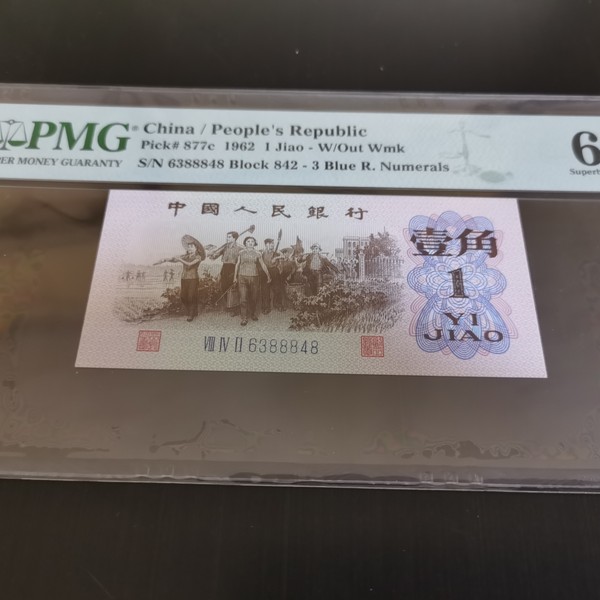 PMG®
PER MONEY GUARANTY
China / People's Republic
Pick# 877c 1962 1 Jiao - W/Out Wmk
S/N 6388848 Block 842 - 3 Blue R. Numerals
6
Superb
中國人民銀行
壹角
1
YI
JIAO
VIII IV II 6388848